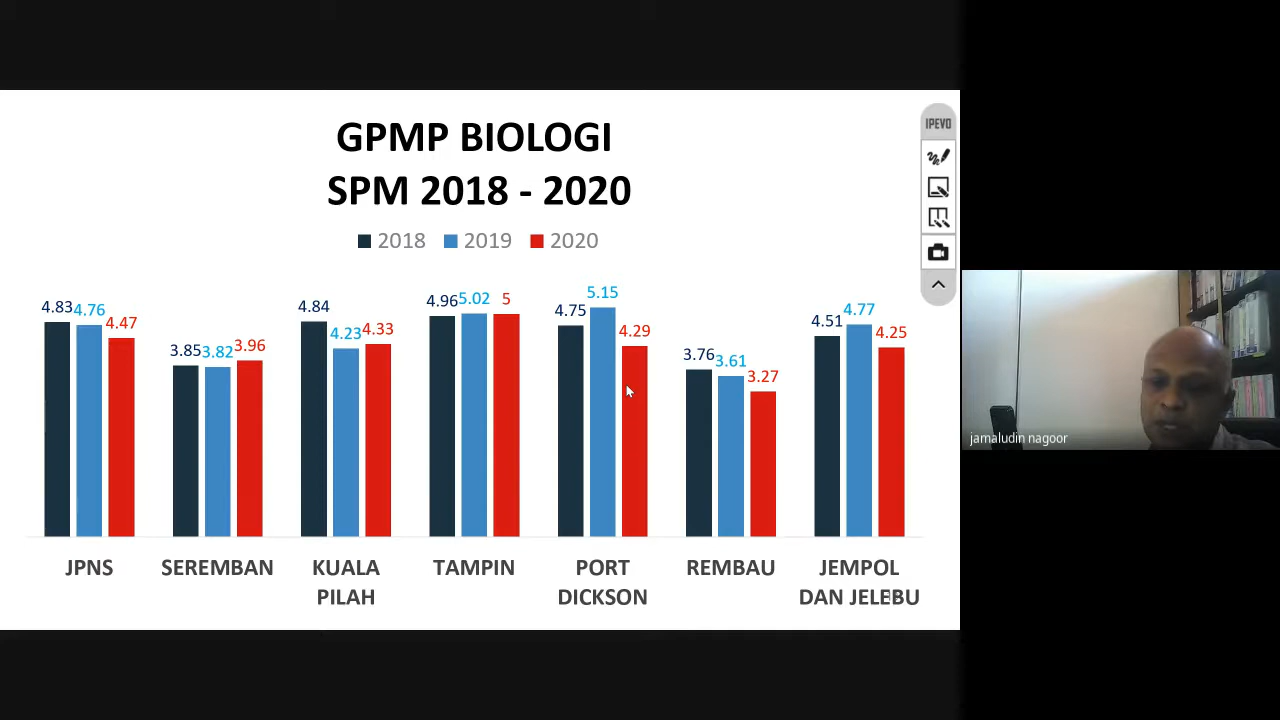 GPMP BIOLOGI
SPM 2018 - 2020
2018 2019 2020
4.83 4.76 4.47
3.85 3.82 3.96
4.84 4.23 4.33
4.96 5.02 5
4.75 5.15 4.29
3.76 3.61 3.27
4.51 4.77 4.25
JPNS
SEREMBAN
KUALA
PILAH
TAMPIN
PORT
DICKSON
REMBAU
JEMPOL
DAN JELEBU
IPEVO
jamaludin nagoor